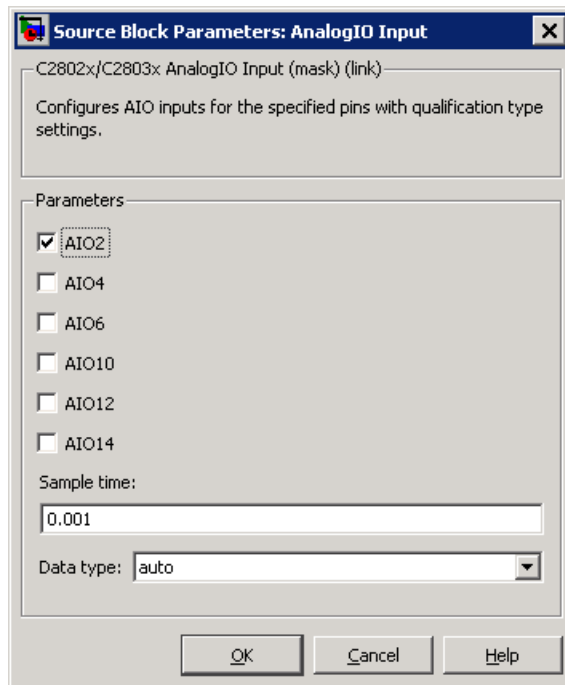 Source Block Parameters: AnalogIO Input
C2802x/C2803x AnalogIO Input (mask) (link)
Configures AIO inputs for the specified pins with qualification type
settings.
Parameters
AIO2
AIO4
AIO6
AIO10
AIO12
AIO14
Sample time:
0.001
Data type: auto
OK Cancel Help